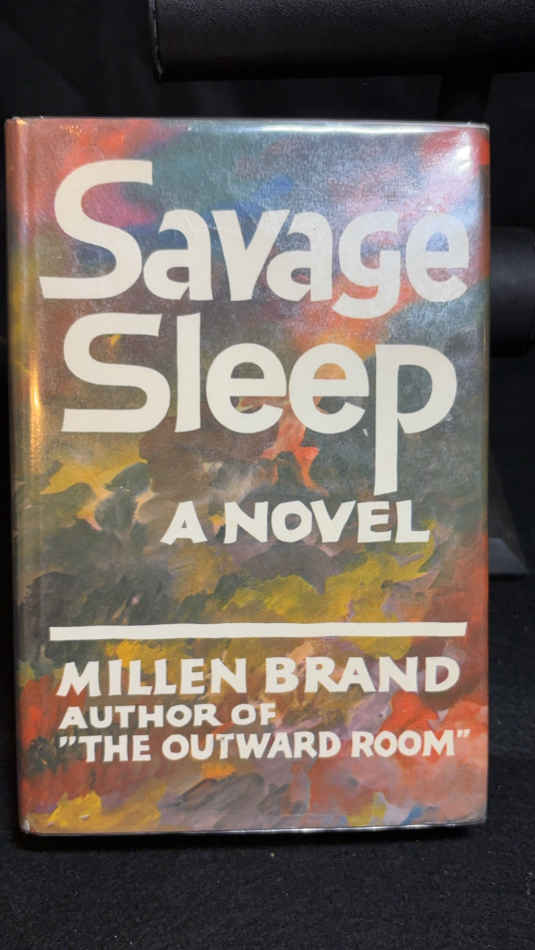 Savage
Sleep
A NOVEL
MILLEN BRAND
AUTHOR OF
"THE OUTWARD ROOM"